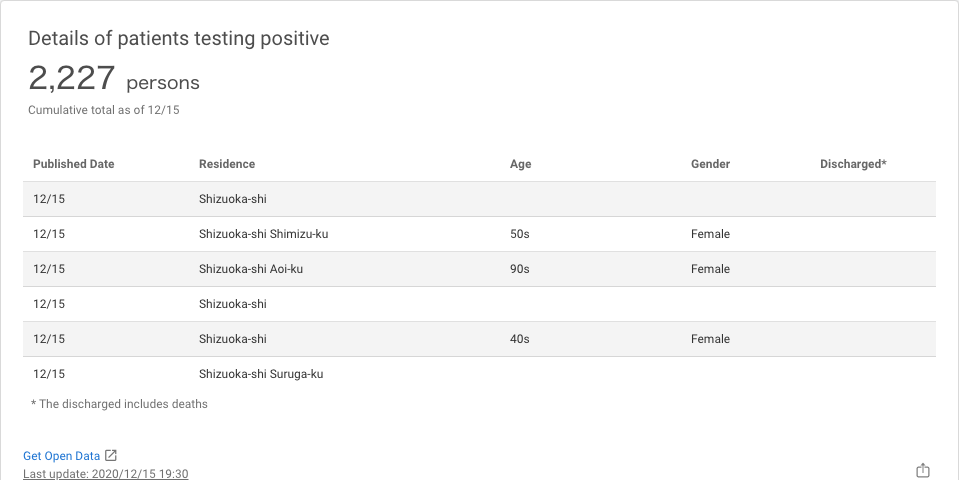 Details of patients testing positive
2,227 persons
Cumulative total as of 12/15
Published Date Residence Age Gender Discharged*
12/15 Shizuoka-shi
12/15 Shizuoka-shi Shimizu-ku 50s Female
12/15 Shizuoka-shi Aoi-ku 90s Female
12/15 Shizuoka-shi
12/15 Shizuoka-shi 40s Female
12/15 Shizuoka-shi Suruga-ku
* The discharged includes deaths
Get Open Data
Last update: 2020/12/15 19:30